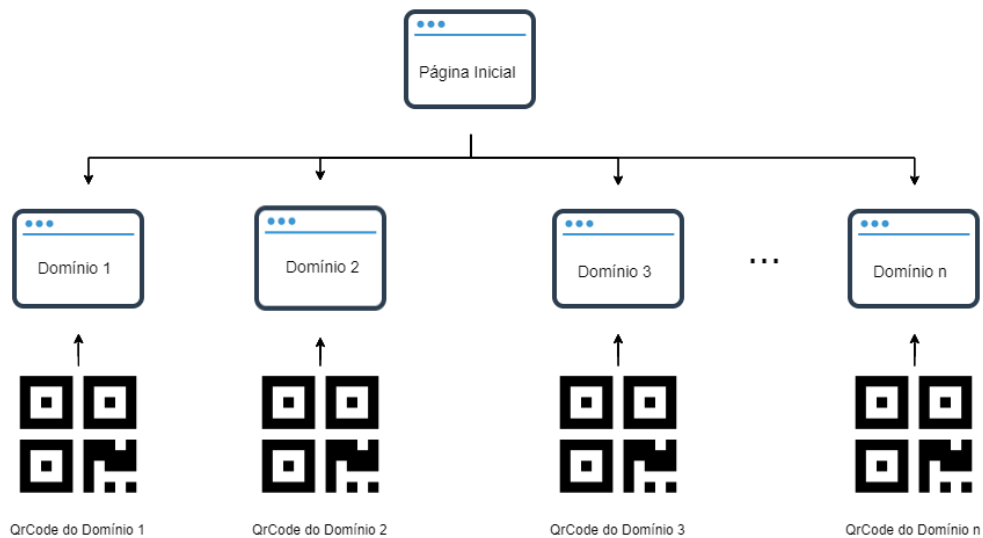 Página Inicial
Domínio 1
Domínio 2
Domínio 3
...
Domínio n
QrCode do Domínio 1
QrCode do Domínio 2
QrCode do Domínio 3
QrCode do Domínio n